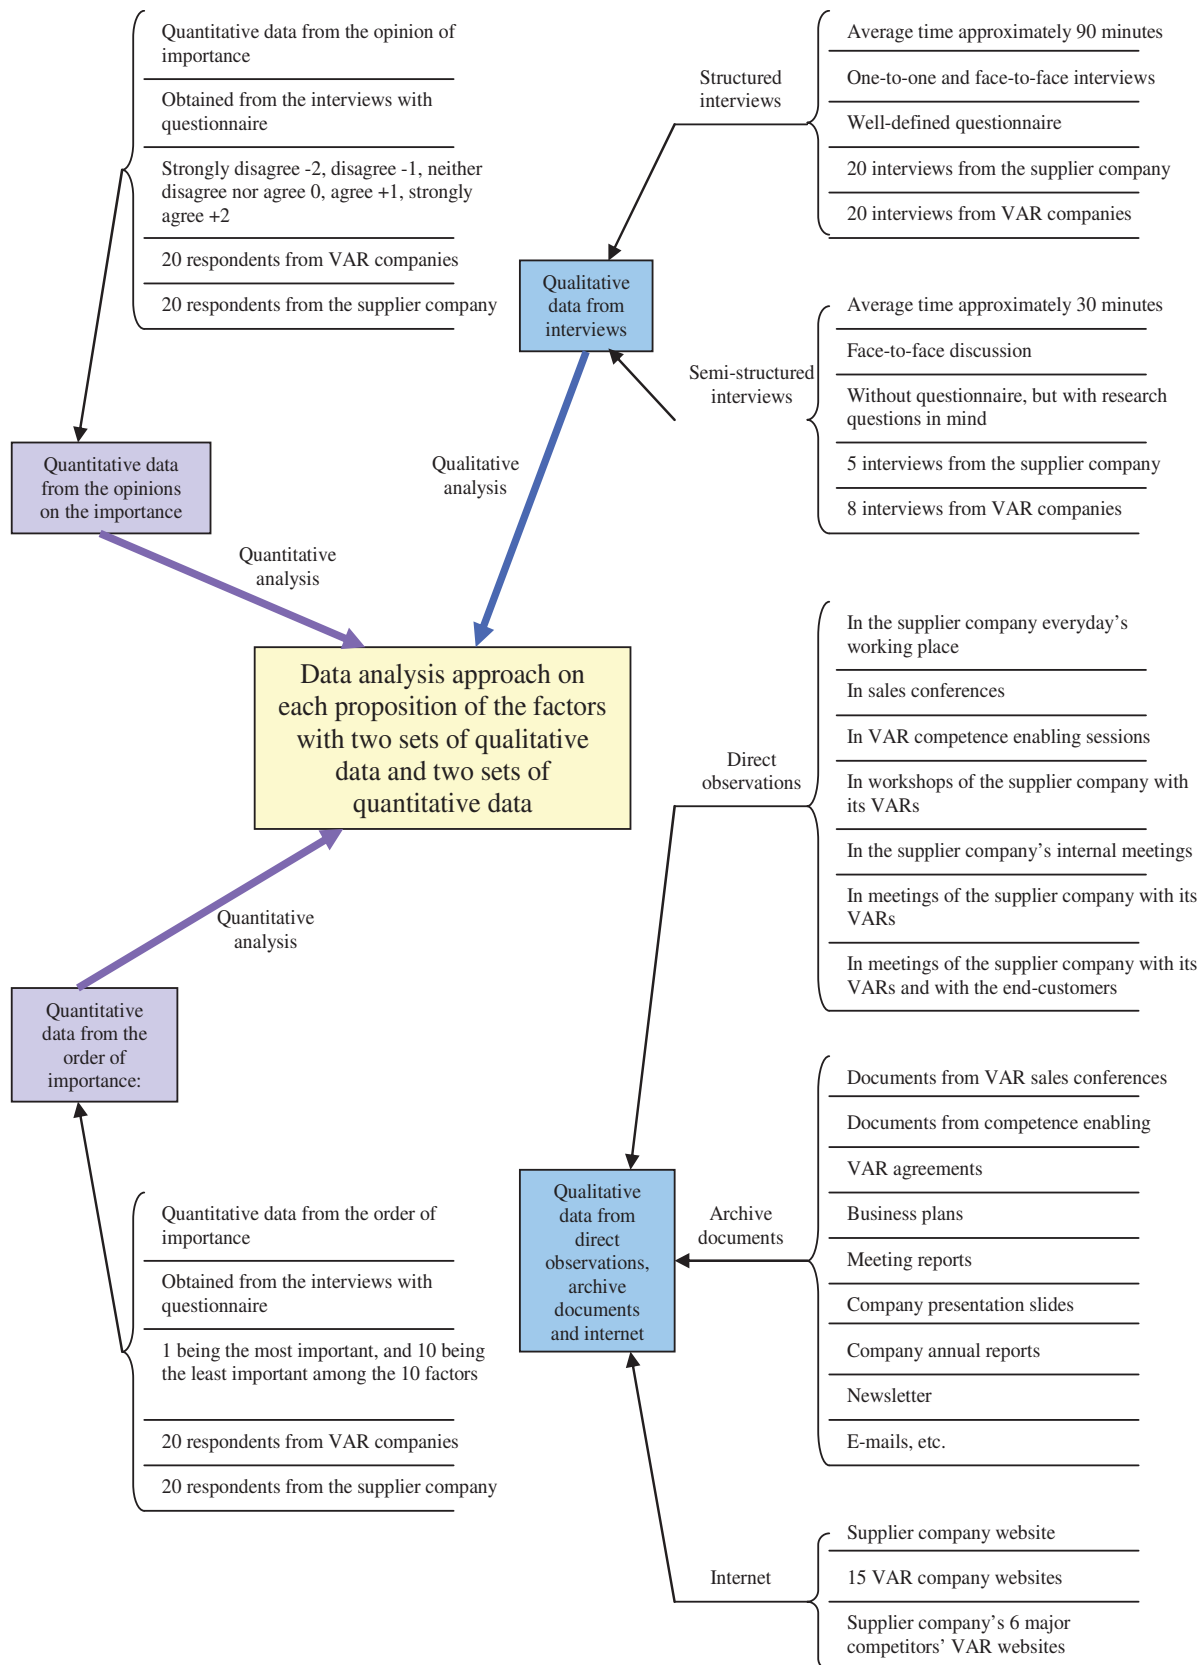 Quantitative data from the opinion of
importance
Obtained from the interviews with
questionnaire
Strongly disagree -2, disagree -1, neither
disagree nor agree 0, agree +1, strongly
agree +2
20 respondents from VAR companies
20 respondents from the supplier company
Quantitative data
from the opinions
on the importance
Quantitative
analysis
Structured
interviews
Average time approximately 90 minutes
One-to-one and face-to-face interviews
Well-defined questionnaire
20 interviews from the supplier company
20 interviews from VAR companies
Qualitative
data from
interviews
Semi-structured
interviews
Average time approximately 30 minutes
Face-to-face discussion
Without questionnaire, but with research
questions in mind
5 interviews from the supplier company
8 interviews from VAR companies
Qualitative
analysis
Data analysis approach on
each proposition of the factors
with two sets of qualitative
data and two sets of
quantitative data
Direct
observations
In the supplier company everyday's
working place
In sales conferences
In VAR competence enabling sessions
In workshops of the supplier company with
its VARs
In the supplier company's internal meetings
In meetings of the supplier company with its
VARs
In meetings of the supplier company with its
VARs and with the end-customers
Quantitative
analysis
Quantitative
data from the
order of
importance:
Quantitative data from the order of
importance
Obtained from the interviews with
questionnaire
1 being the most important, and 10 being
the least important among the 10 factors
20 respondents from VAR companies
20 respondents from the supplier company
Qualitative
data from
direct
observations,
archive
documents
and internet
Archive
documents
Documents from VAR sales conferences
Documents from competence enabling
VAR agreements
Business plans
Meeting reports
Company presentation slides
Company annual reports
Newsletter
E-mails, etc.
Internet
Supplier company website
15 VAR company websites
Supplier company's 6 major
competitors' VAR websites